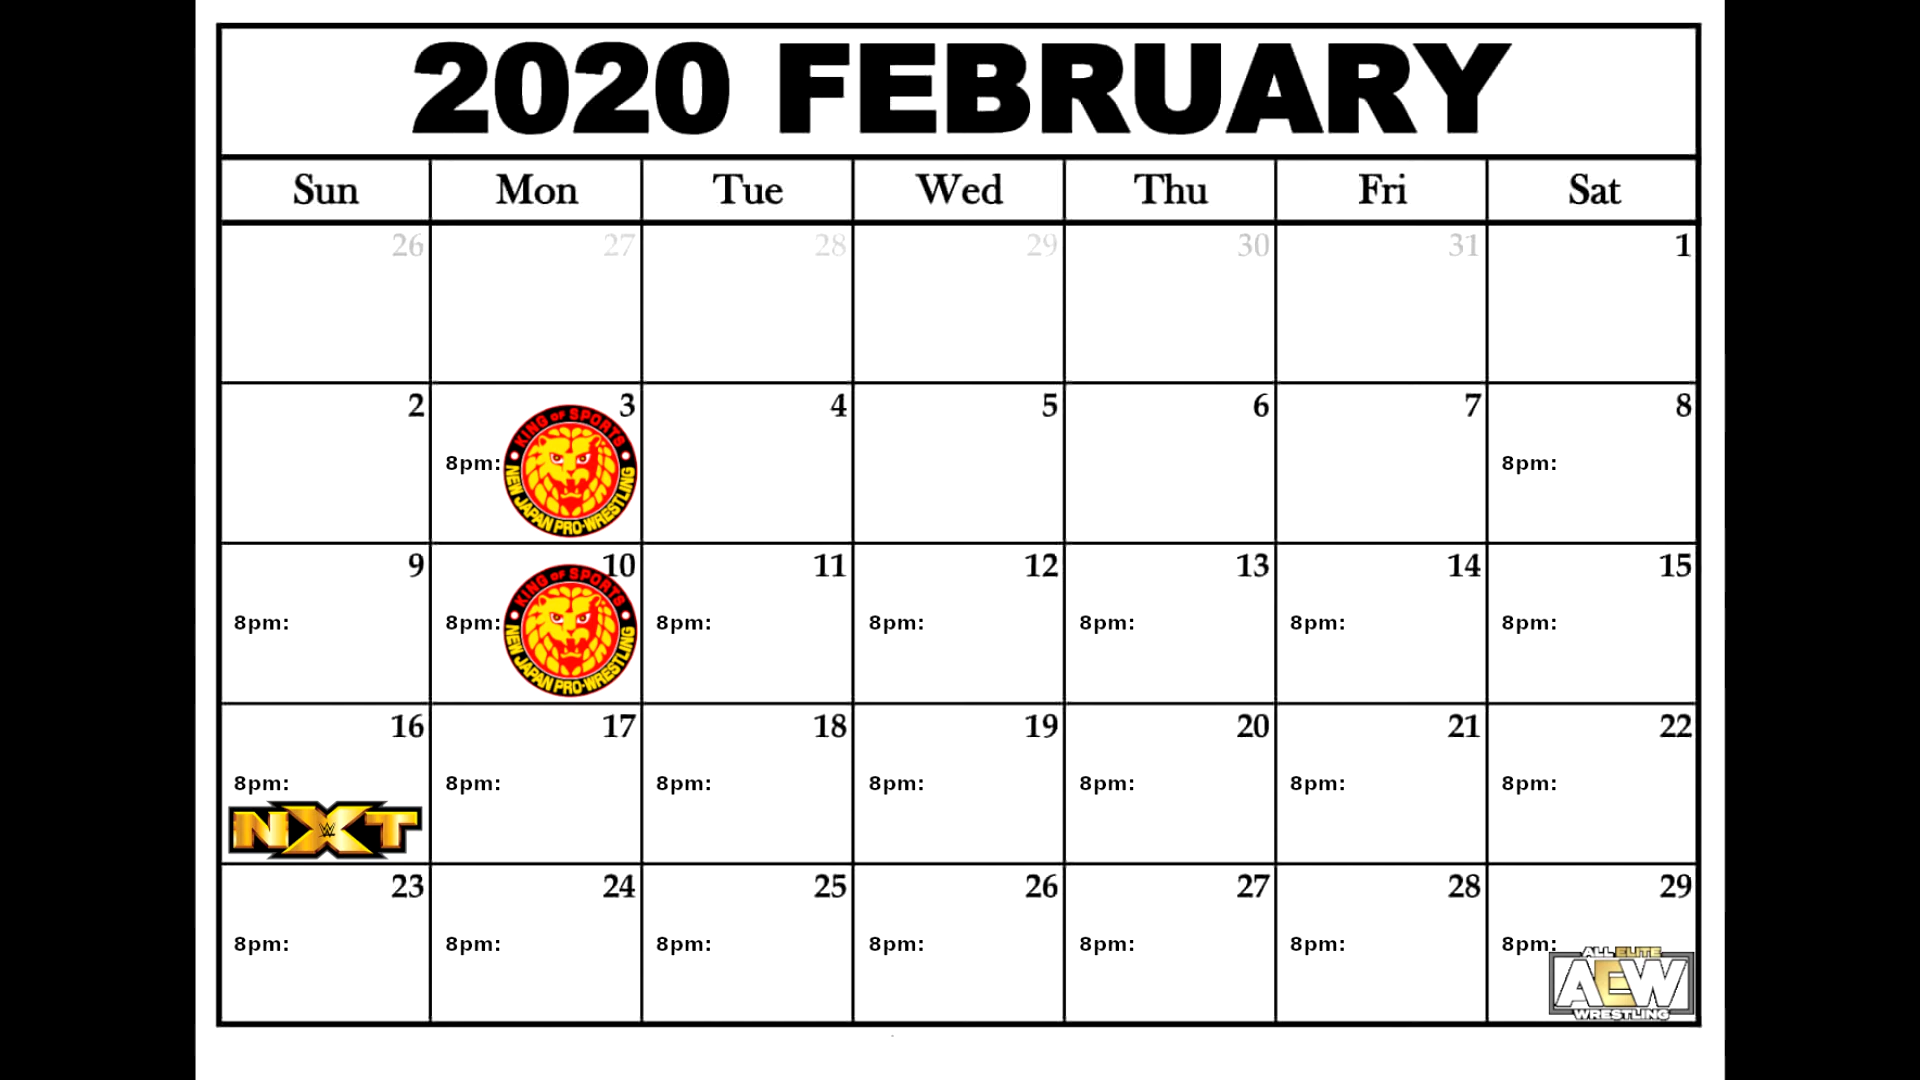 2020 FEBRUARY
Sun Mon Tue Wed Thu Fri Sat
26 27 28 29 30 31 1
2 3 4 5 6 7 8
8pm: KING OF SPORTS NEW JAPAN PRO-WRESTLING 8pm:
9 10 11 12 13 14 15
8pm: 8pm: KING OF SPORTS NEW JAPAN PRO-WRESTLING 8pm: 8pm: 8pm: 8pm: 8pm:
16 17 18 19 20 21 22
8pm: 8pm: 8pm: 8pm: 8pm: 8pm: 8pm:
NXT
23 24 25 26 27 28 29
8pm: 8pm: 8pm: 8pm: 8pm: 8pm: 8pm:
ALL ELITE
AEW
WRESTLING